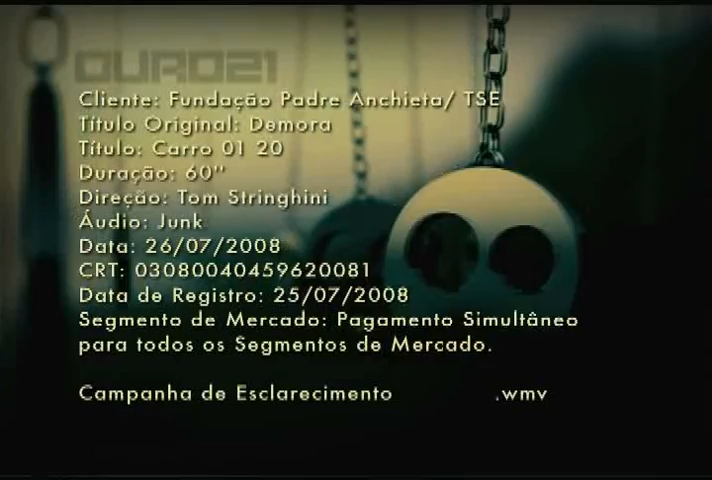 OURO21
Cliente: Fundação Padre Anchieta/ TSE
Título Original: Demora
Título: Carro 01 20
Duração: 60"
Direção: Tom Stringhini
Áudio: Junk
Data: 26/07/2008
CRT: 03080040459620081
Data de Registro: 25/07/2008
Segmento de Mercado: Pagamento Simultâneo
para todos os Segmentos de Mercado.
Campanha de Esclarecimento .wmv